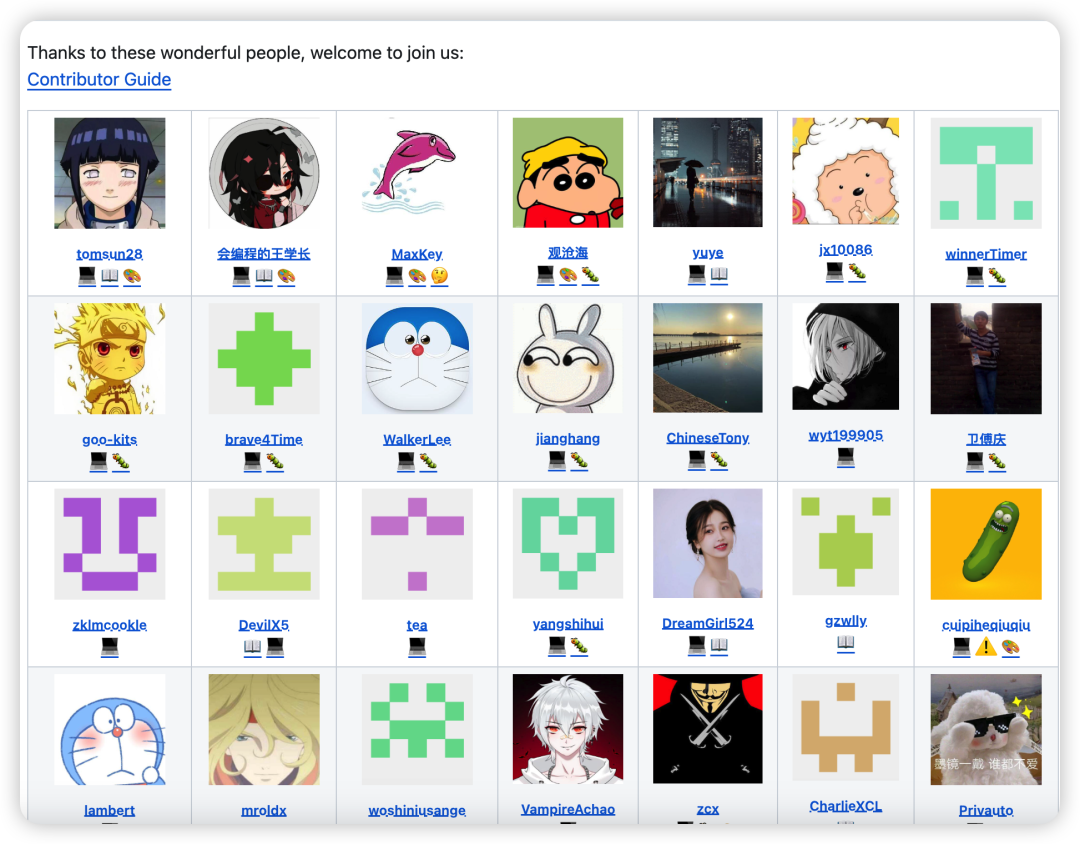 Thanks to these wonderful people, welcome to join us:
Contributor Guide
tomsun28 会编程的王学长 MaxKey 观沧海 yuye jx10086 winnerTimer
goo-kits brave4Time WalkerLee jianghang ChineseTony wyt199905 卫傅庆
zklmcookle DevilX5 tea yangshihui DreamGirl524 gzwlly cuipiheqiuqiu
墨镜一戴 谁都不爱
lambert mroldx woshiniusange VampireAchao zcx CharlieXCL Privauto